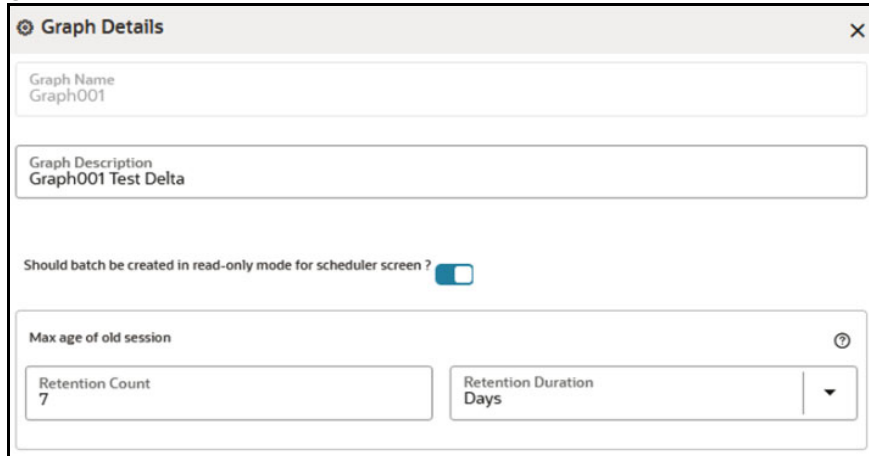 Graph Details
Graph Name
Graph001
Graph Description
Graph001 Test Delta
Should batch be created in read-only mode for scheduler screen ?
Max age of old session
Retention Count
7
Retention Duration
Days